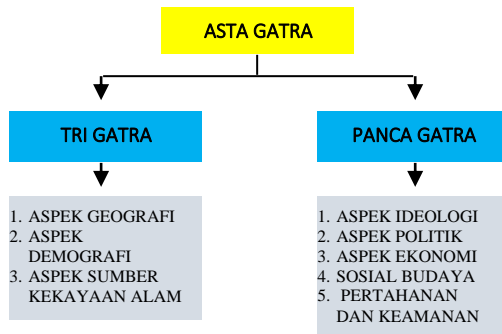 ASTA GATRA
TRI GATRA
PANCA GATRA
1. ASPEK GEOGRAFI
2. ASPEK
DEMOGRAFI
3. ASPEK SUMBER
KEKAYAAN ALAM
1. ASPEK IDEOLOGI
2. ASPEK POLITIK
3. ASPEK EKONOMI
4. SOSIAL BUDAYA
5. PERTAHANAN
DAN KEAMANAN